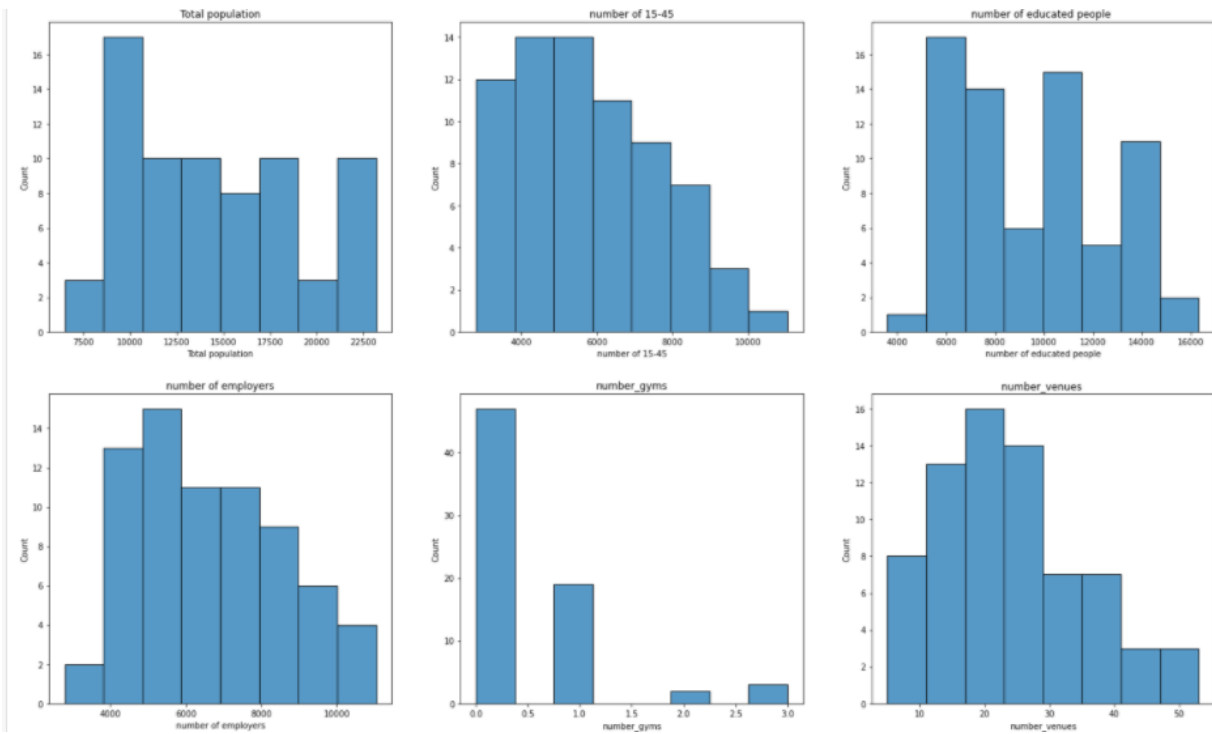 Total population
number of 15-45
number of educated people
Count
16
14
12
10
8
6
4
2
0
7500 10000 12500 15000 17500 20000 22500
Total population
Count
14
12
10
8
6
4
2
0
4000 6000 8000 10000
number of 15-45
Count
16
14
12
10
8
6
4
2
0
4000 6000 8000 10000 12000 14000 16000
number of educated people
number of employers
number_gyms
number_venues
Count
14
12
10
8
6
4
2
0
4000 6000 8000 10000
number of employers
Count
40
30
20
10
0
0.0 0.5 1.0 1.5 2.0 2.5 3.0
number_gyms
Count
16
14
12
10
8
6
4
2
0
10 20 30 40 50
number_venues